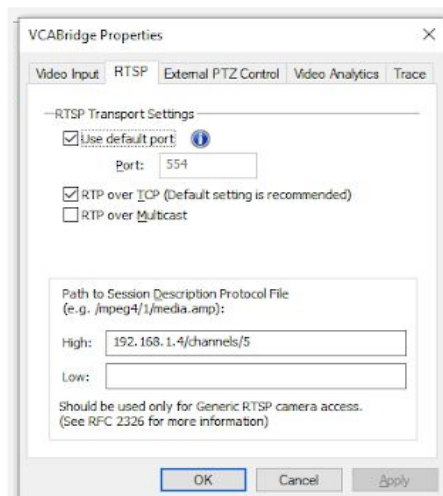 VCABridge Properties
Video Input RTSP External PTZ Control Video Analytics Trace
RTSP Transport Settings
Use default port
Port: 554
RTP over TCP (Default setting is recommended)
RTP over Multicast
Path to Session Description Protocol File
(e.g. /mpeg4/1/media.amp):
High: 192.168.1.4/channels/5
Low:
Should be used only for Generic RTSP camera access.
(See RFC 2326 for more information)
OK Cancel Apply